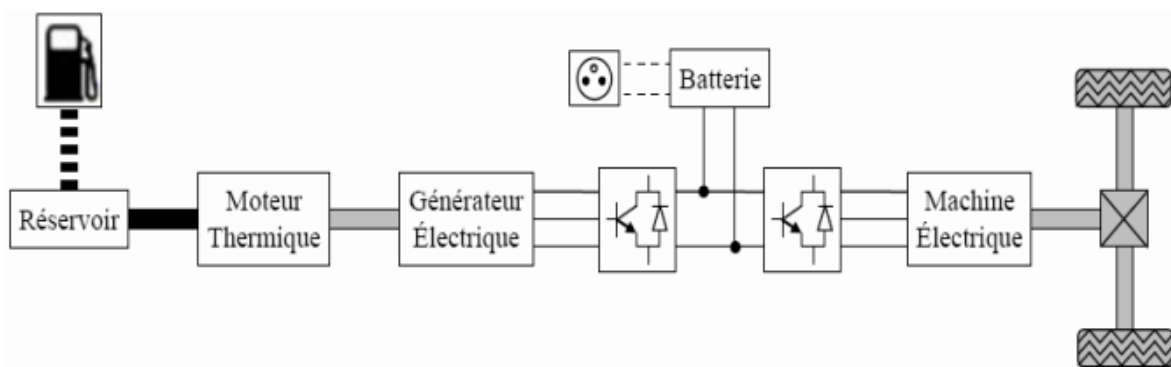 Batterie
Réservoir
Moteur
Thermique
Générateur
Électrique
Machine
Électrique